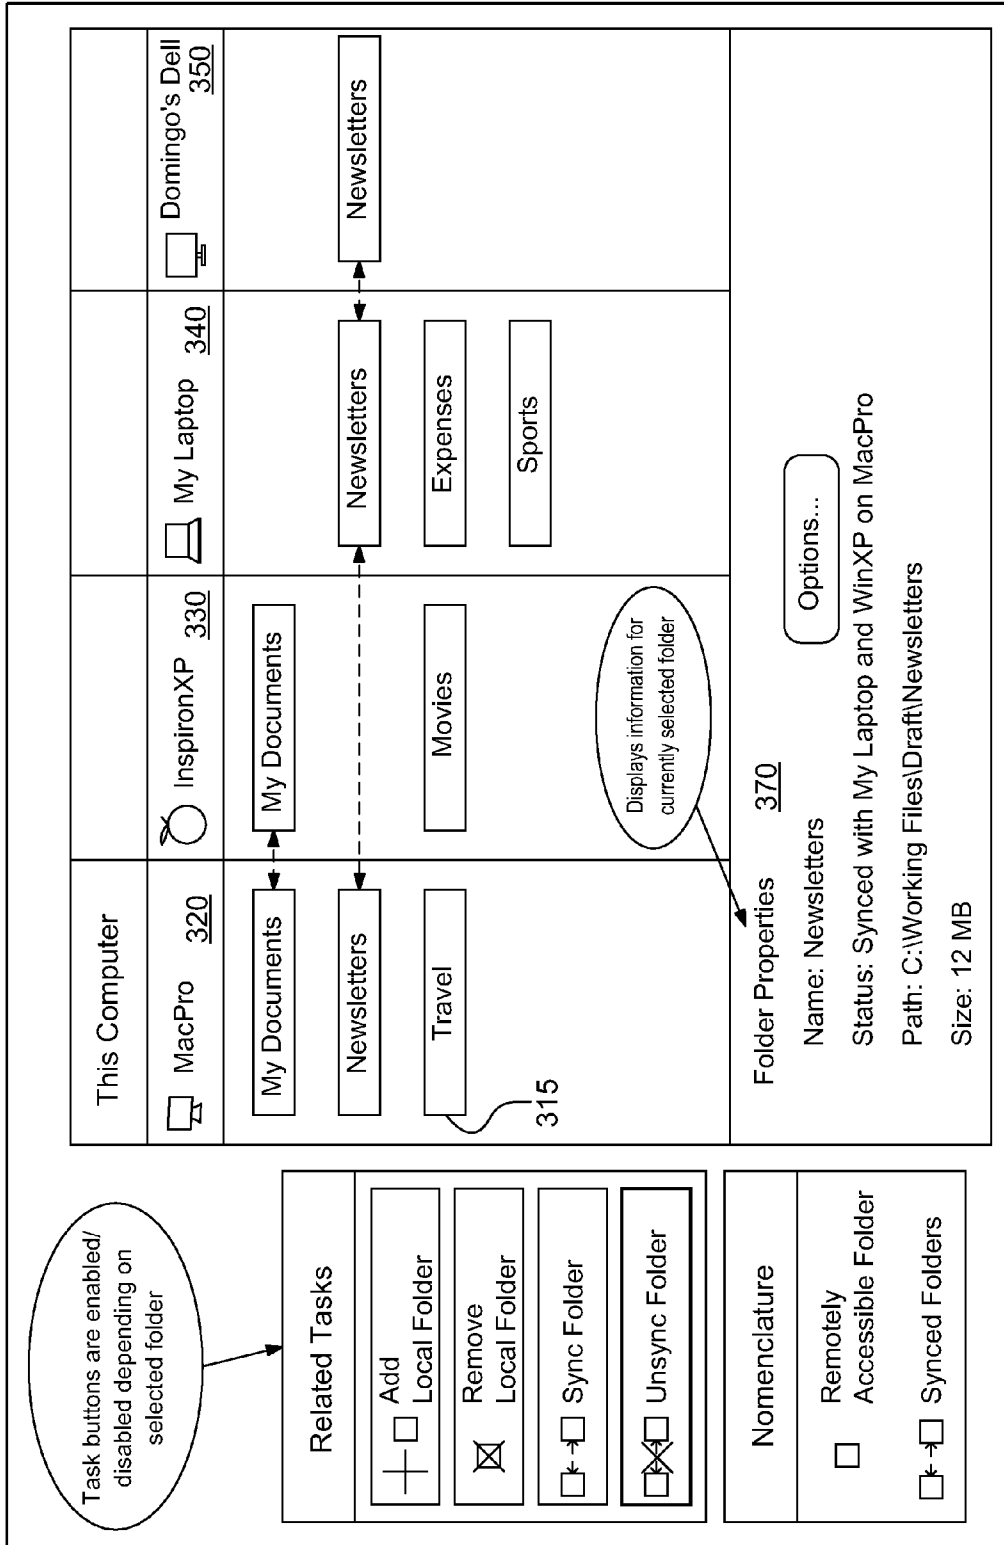 Task buttons are enabled/
disabled depending on
selected folder
Related Tasks
Add
Local Folder
Remove
Local Folder
Sync Folder
Unsync Folder
Nomenclature
Remotely
Accessible Folder
Synced Folders
This Computer
MacPro 320
InspironXP 330
My Laptop 340
Domingo's Dell
350
My Documents
My Documents
Newsletters
Newsletters
Newsletters
Travel
Movies
Expenses
Sports
315
Displays information for
currently selected folder
Folder Properties 370
Name: Newsletters
Options...
Status: Synced with My Laptop and WinXP on MacPro
Path: C:\Working Files\Draft\Newsletters
Size: 12 MB